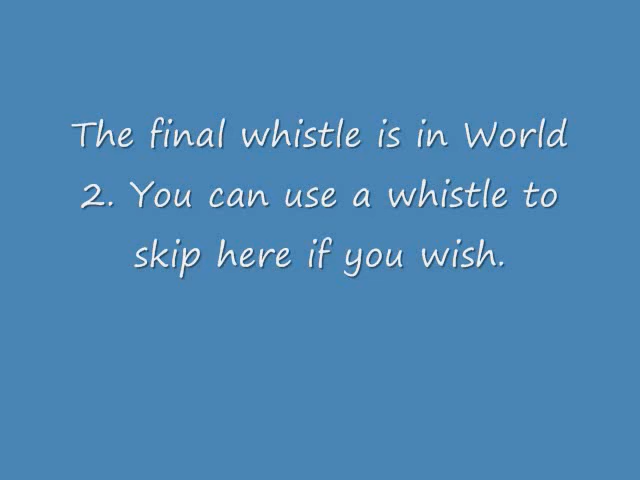 The final whistle is in World
2. You can use a whistle to
skip here if you wish.